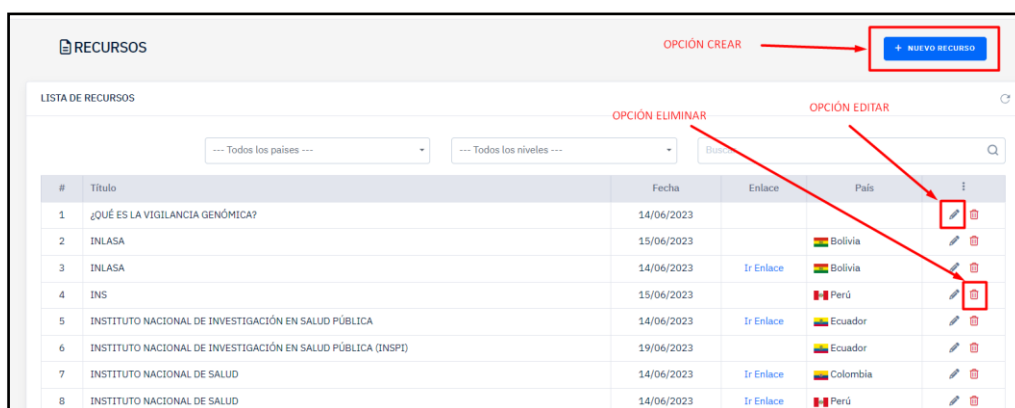 RECURSOS
OPCIÓN CREAR
+ NUEVO RECURSO
LISTA DE RECURSOS
OPCIÓN ELIMINAR
OPCIÓN EDITAR
--- Todos los paises ---
--- Todos los niveles ---
# Título Fecha Enlace País
1 ¿QUÉ ES LA VIGILANCIA GENÓMICA? 14/06/2023
2 INLASA 15/06/2023 Bolivia
3 INLASA 14/06/2023 Ir Enlace Bolivia
4 INS 15/06/2023 Perú
5 INSTITUTO NACIONAL DE INVESTIGACIÓN EN SALUD PÚBLICA 14/06/2023 Ir Enlace Ecuador
6 INSTITUTO NACIONAL DE INVESTIGACIÓN EN SALUD PÚBLICA (INSPI) 19/06/2023 Ecuador
7 INSTITUTO NACIONAL DE SALUD 14/06/2023 Ir Enlace Colombia
8 INSTITUTO NACIONAL DE SALUD 14/06/2023 Ir Enlace Perú